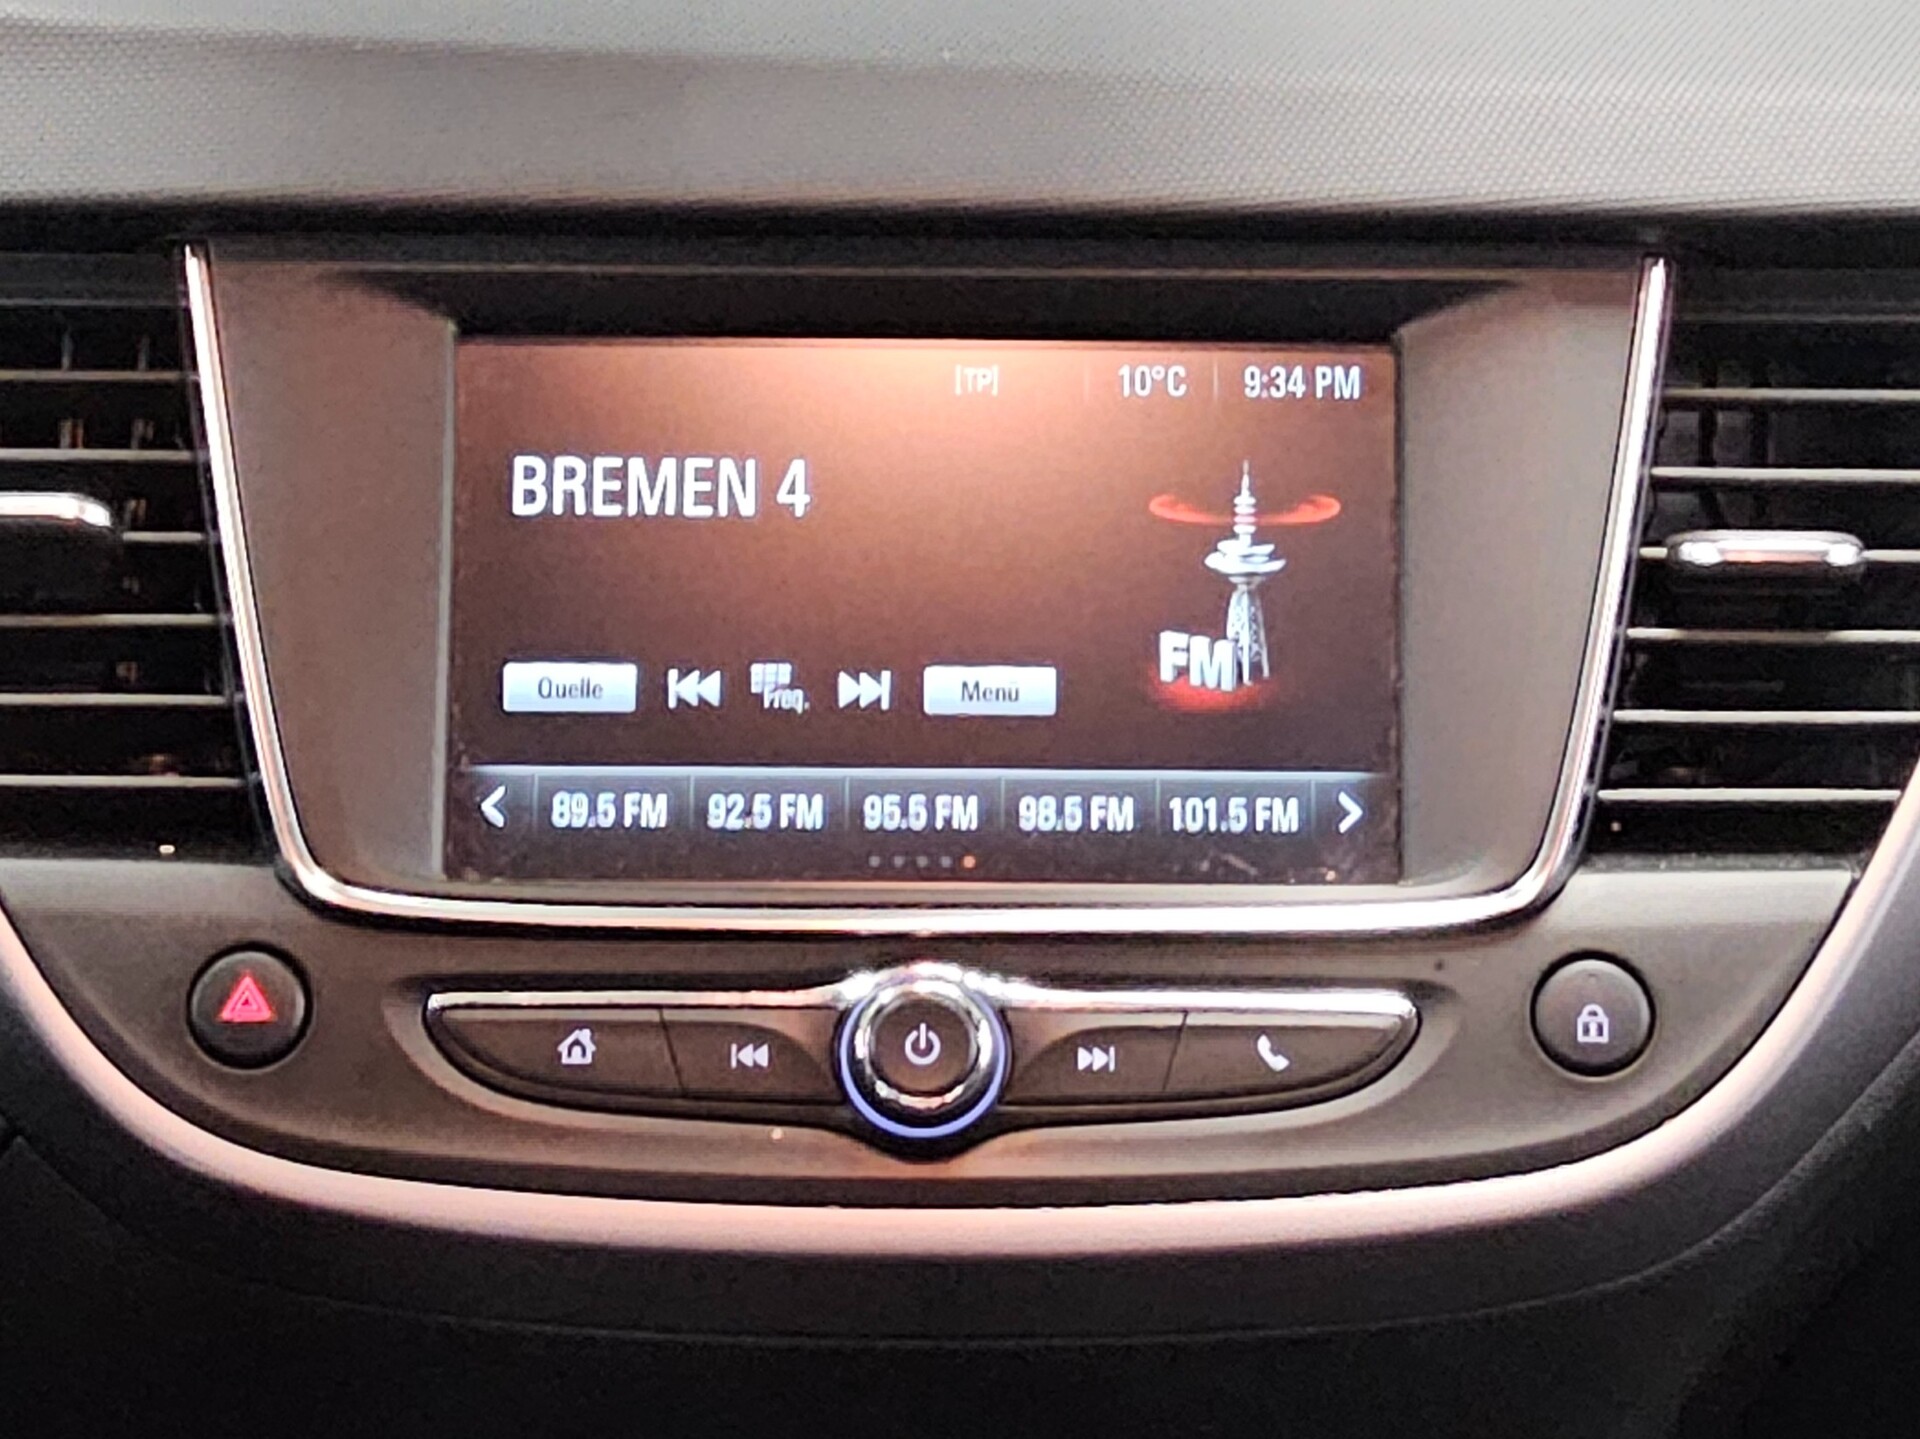 [TP] 10°C 9:34 PM
BREMEN 4
FM
Quelle Freq. Menü
89.5 FM 92.5 FM 95.5 FM 98.5 FM 101.5 FM